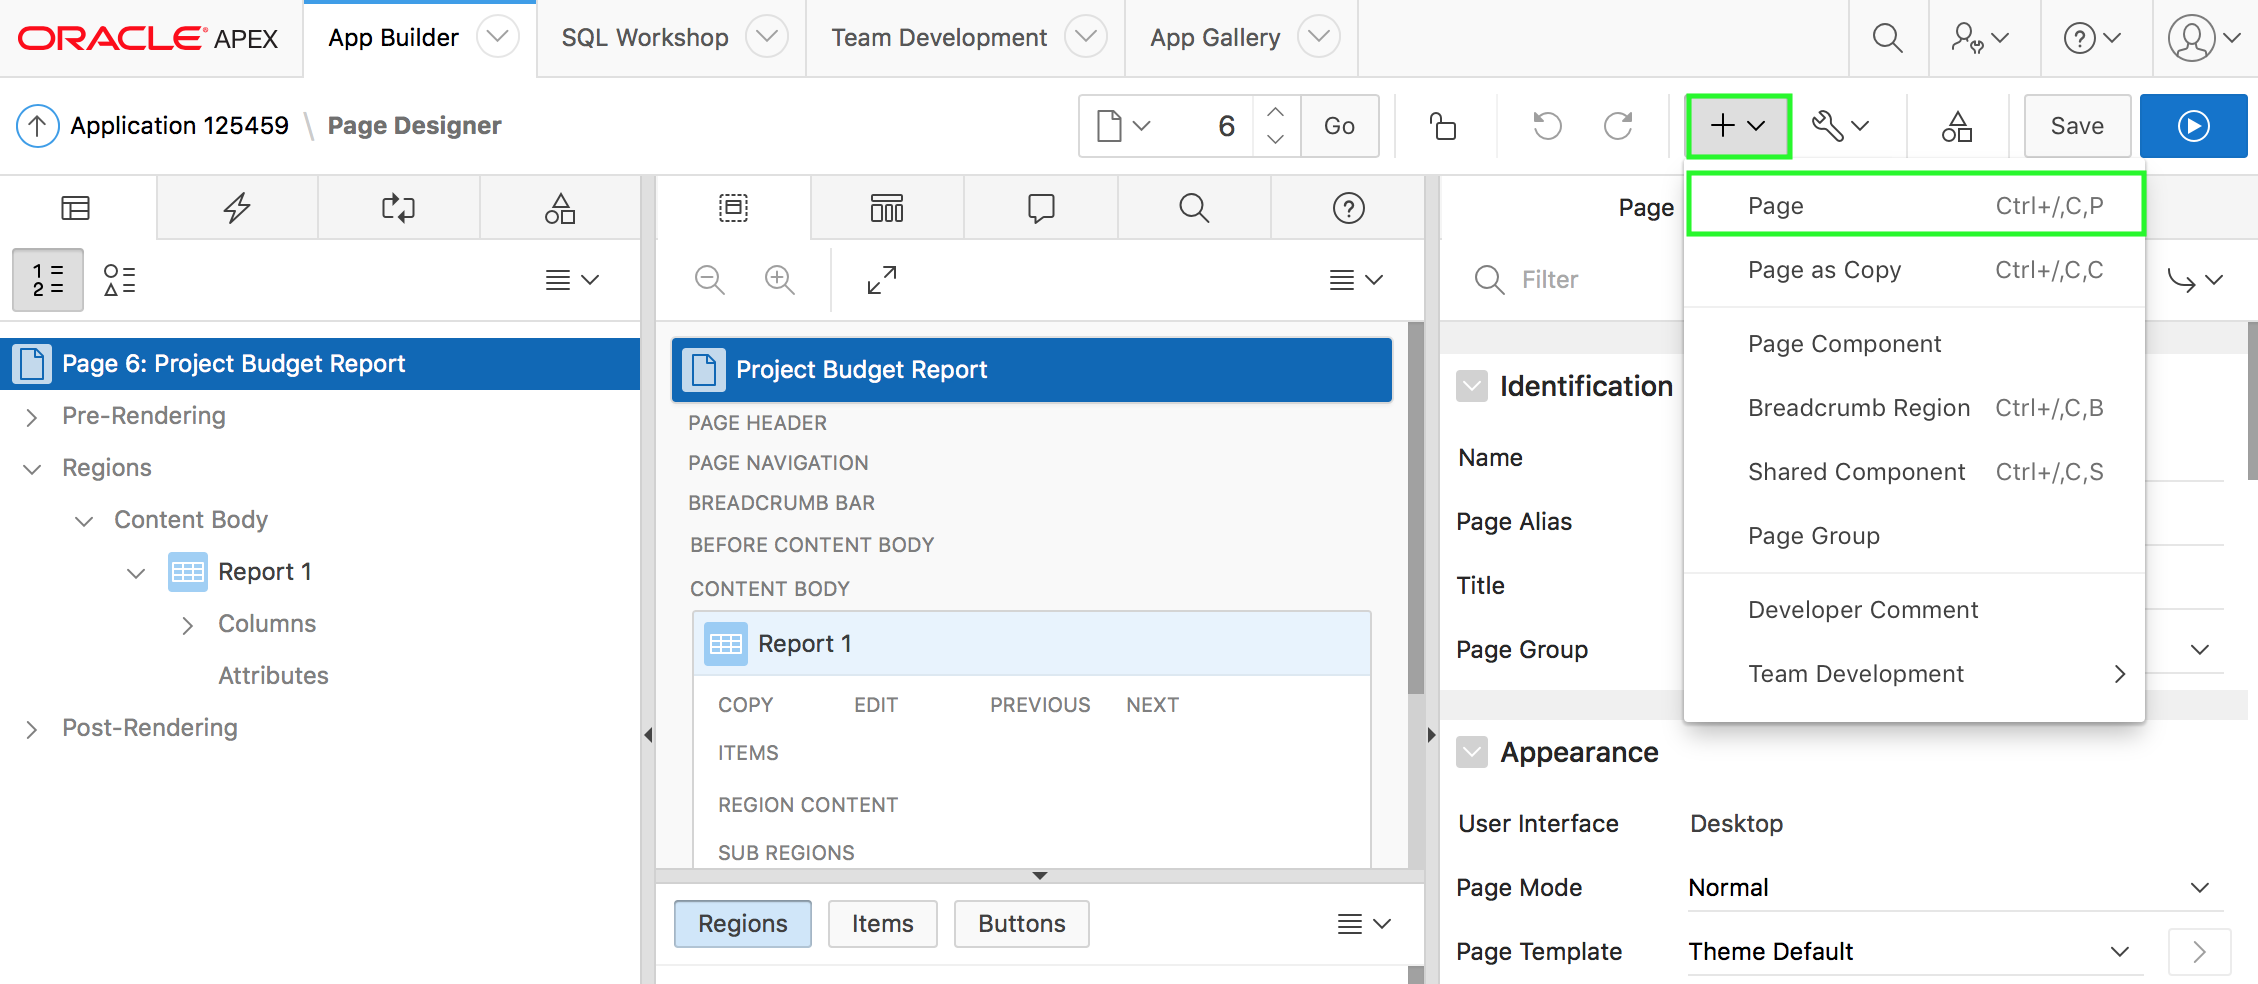 ORACLE APEX
App Builder
SQL Workshop
Team Development
App Gallery
Application 125459 \ Page Designer
6
Go
Save
Page 6: Project Budget Report
Pre-Rendering
Regions
Content Body
Report 1
Columns
Attributes
Post-Rendering
Project Budget Report
PAGE HEADER
PAGE NAVIGATION
BREADCRUMB BAR
BEFORE CONTENT BODY
CONTENT BODY
Report 1
COPY EDIT PREVIOUS NEXT
ITEMS
REGION CONTENT
SUB REGIONS
Regions Items Buttons
Page
Filter
Identification
Name
Page Alias
Title
Page Group
Appearance
User Interface Desktop
Page Mode Normal
Page Template Theme Default
Page Ctrl+/,C,P
Page as Copy Ctrl+/,C,C
Page Component
Breadcrumb Region Ctrl+/,C,B
Shared Component Ctrl+/,C,S
Page Group
Developer Comment
Team Development